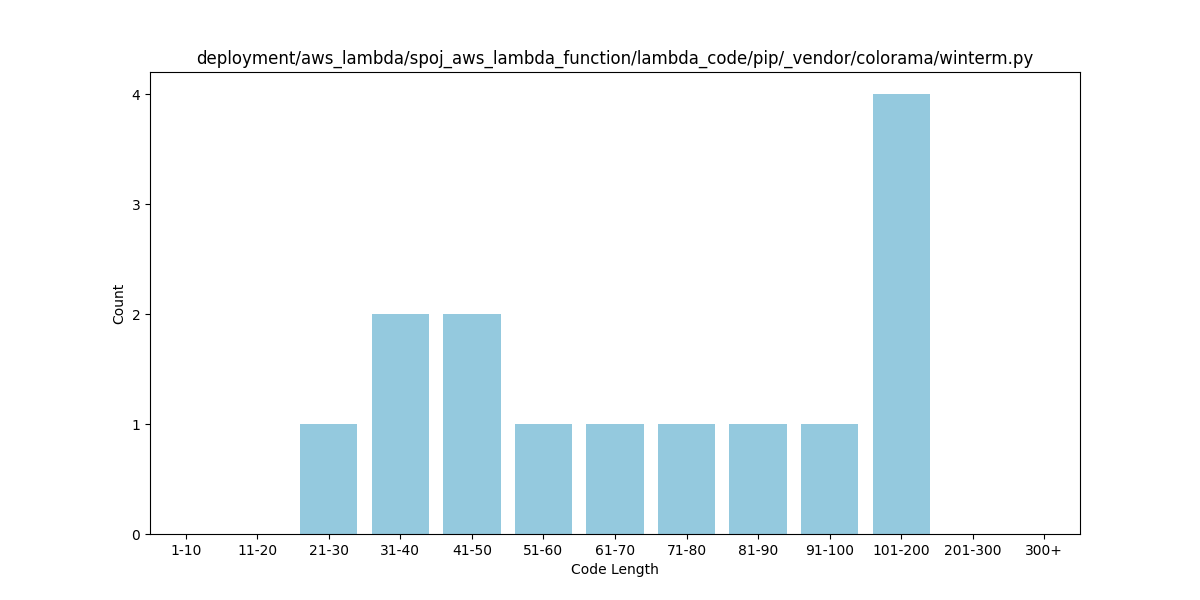 deployment/aws_lambda/spoj_aws_lambda_function/lambda_code/pip/_vendor/colorama/winterm.py
4
3
2
1
0
Count
1-10 11-20 21-30 31-40 41-50 51-60 61-70 71-80 81-90 91-100 101-200 201-300 300+
Code Length